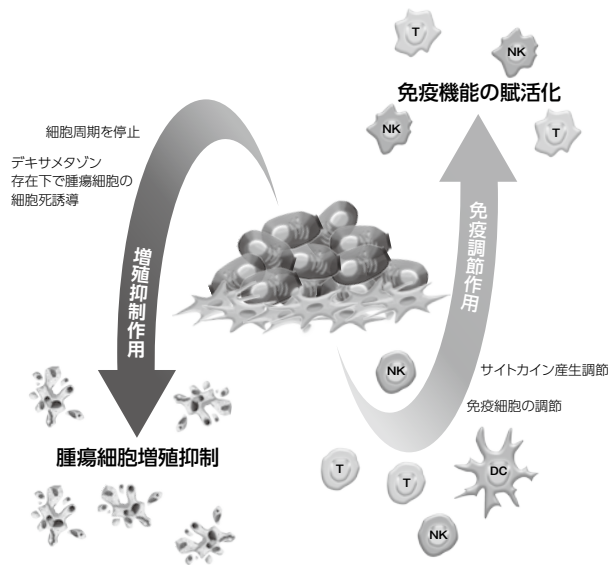 細胞周期を停止
デキサメタゾン
存在下で腫瘍細胞の
細胞死誘導
増殖抑制作用
腫瘍細胞増殖抑制
T
NK
免疫機能の賦活化
NK
T
免疫調節作用
NK
サイトカイン産生調節
免疫細胞の調節
T
T
DC
NK